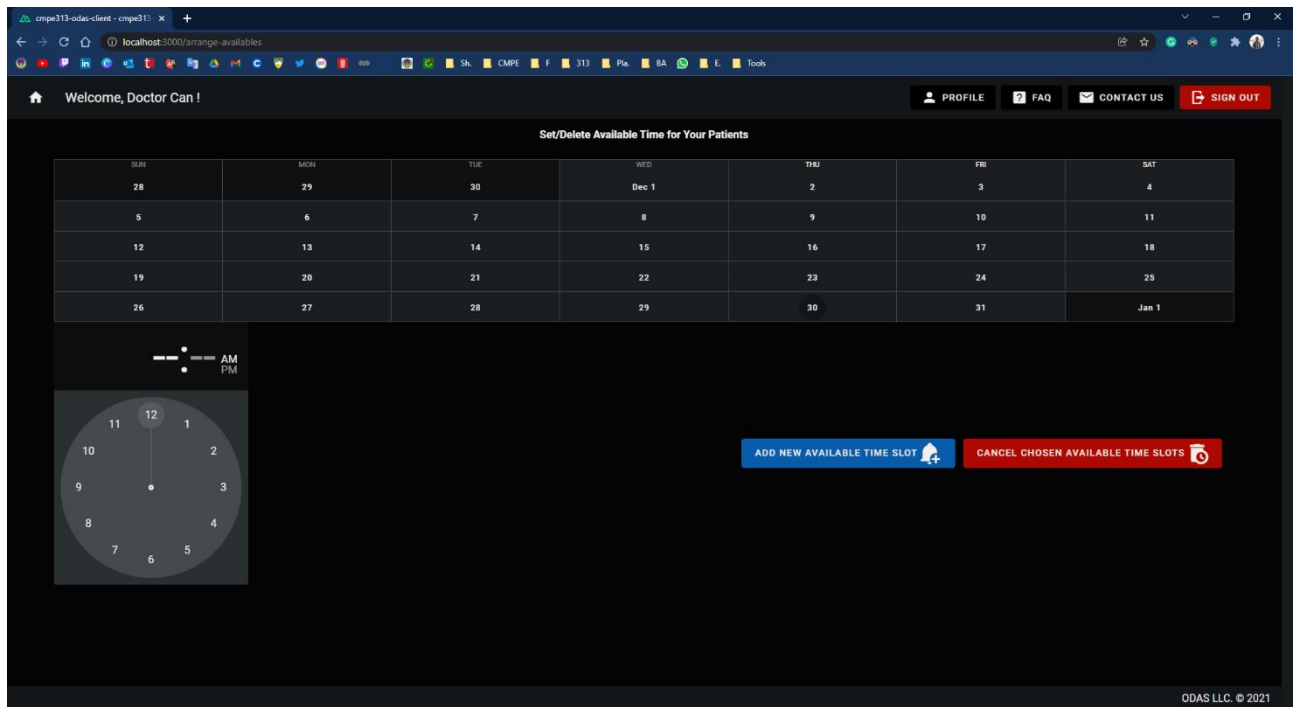 cmpe313-odas-client - cmpe313
localhost:3000/arrange-availables
Sh. CMPE F 313 Pla. BA E. Tools
Welcome, Doctor Can !
PROFILE FAQ CONTACT US SIGN OUT
Set/Delete Available Time for Your Patients
SUN MON TUE WED THU FRI SAT
28 29 30 Dec 1 2 3 4
5 6 7 8 9 10 11
12 13 14 15 16 17 18
19 20 21 22 23 24 25
26 27 28 29 30 31 Jan 1
--:-- AM
PM
12
11 1
10 2
9 3
8 4
7 5
6
ADD NEW AVAILABLE TIME SLOT CANCEL CHOSEN AVAILABLE TIME SLOTS
ODAS LLC. © 2021